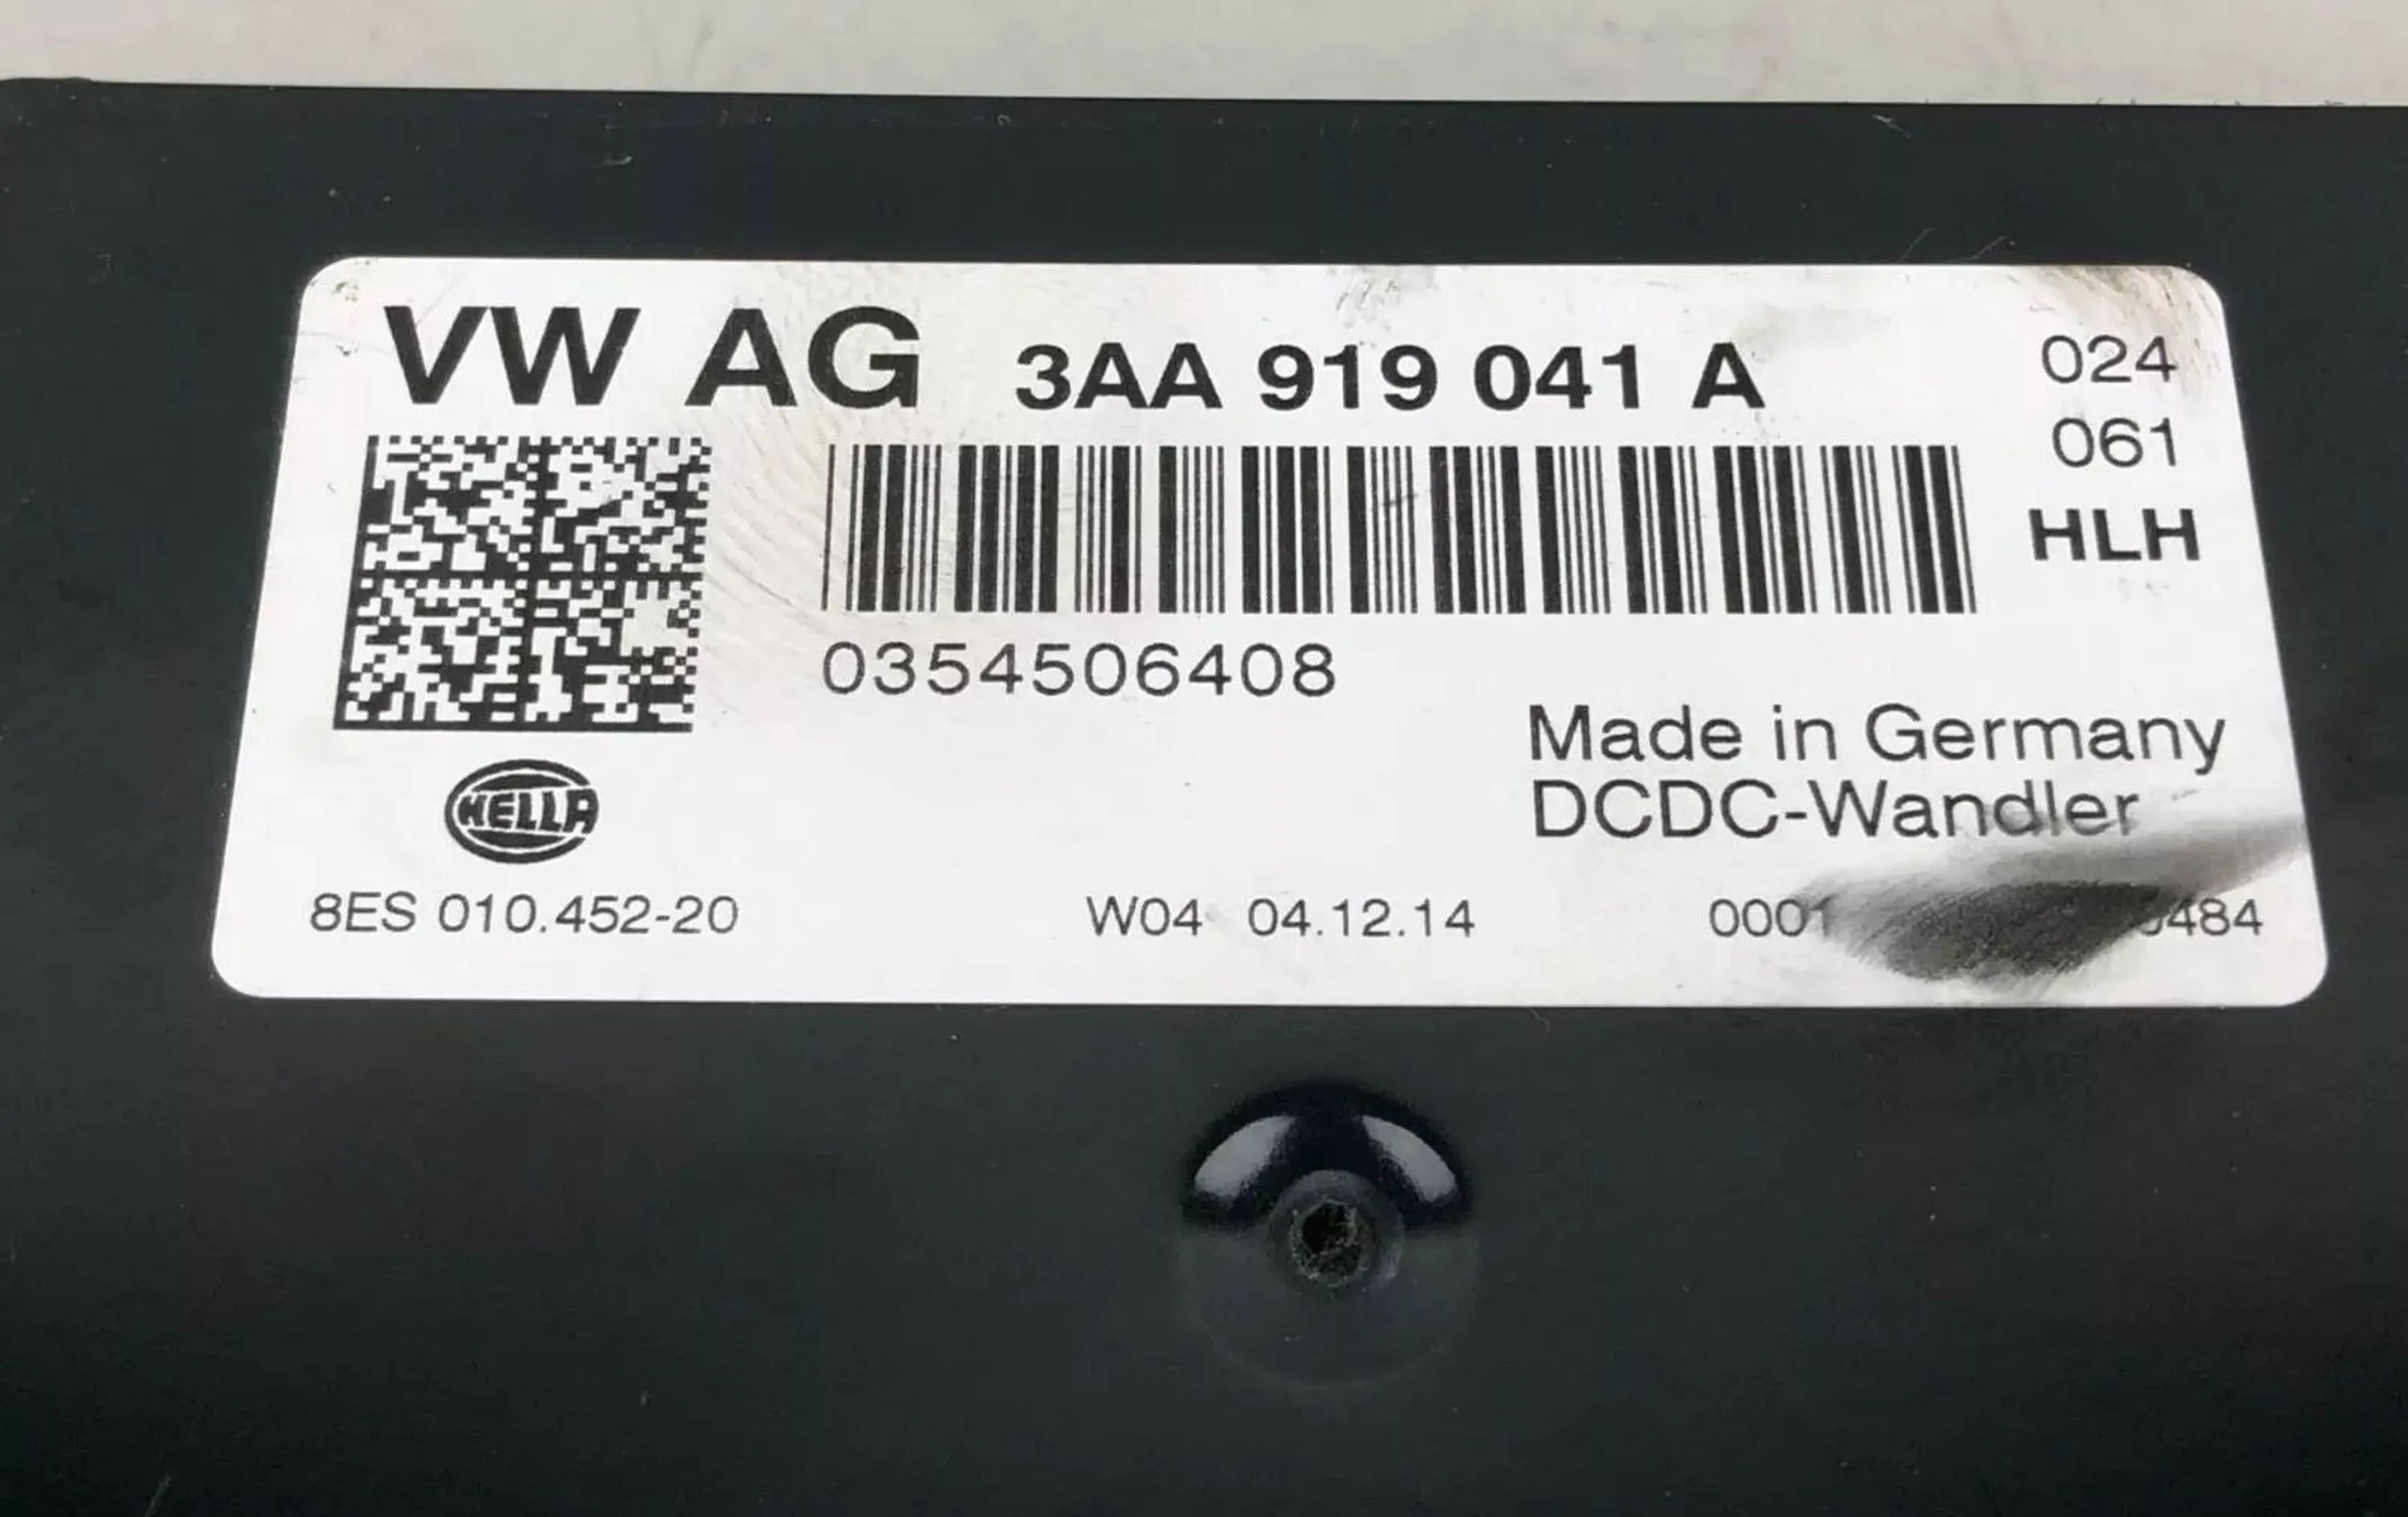 VW AG 3AA 919 041 A
024
061
HLH
0354506408
Made in Germany
DCDC-Wandler
HELLA
8ES 010.452-20 W04 04.12.14